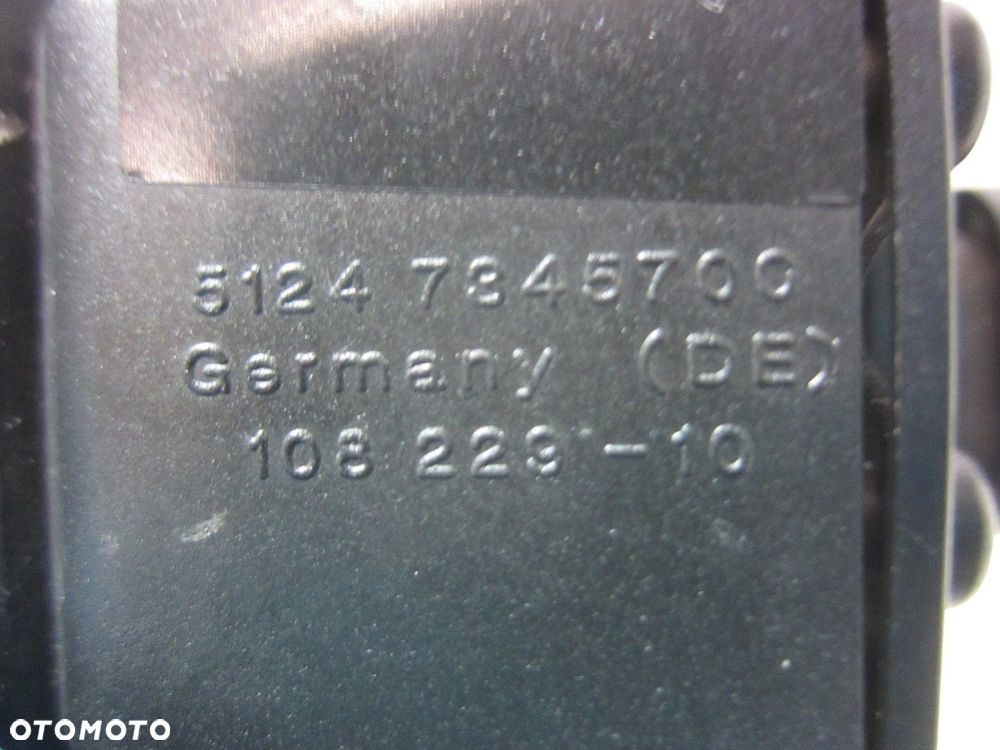 5124 7345700
Germany (DE)
108 229 -10
OTOMOTO